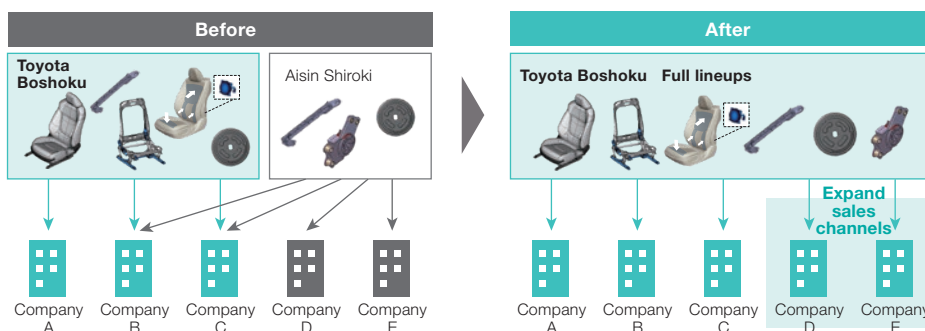 Before
Toyota
Boshoku
Aisin Shiroki
Company
A
Company
B
Company
C
Company
D
Company
E
After
Toyota Boshoku Full lineups
Expand
sales
channels
Company
A
Company
B
Company
C
Company
D
Company
E